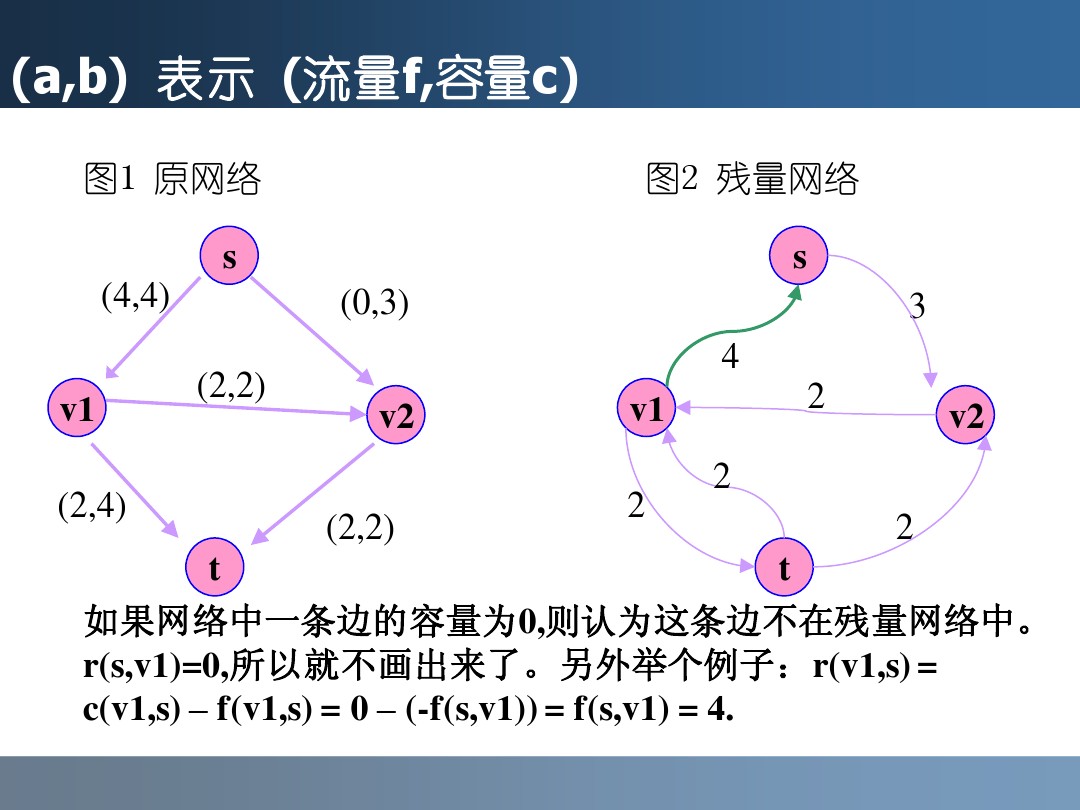 (a,b) 表示 (流量f,容量c)
图1 原网络
图2 残量网络
s
(4,4)
(0,3)
(2,2)
v1
v2
(2,4)
(2,2)
t
s
3
4
2
v1
v2
2
2
2
t
如果网络中一条边的容量为0,则认为这条边不在残量网络中。
r(s,v1)=0,所以就不画出来了。另外举个例子：r(v1,s) =
c(v1,s) – f(v1,s) = 0 – (-f(s,v1)) = f(s,v1) = 4.